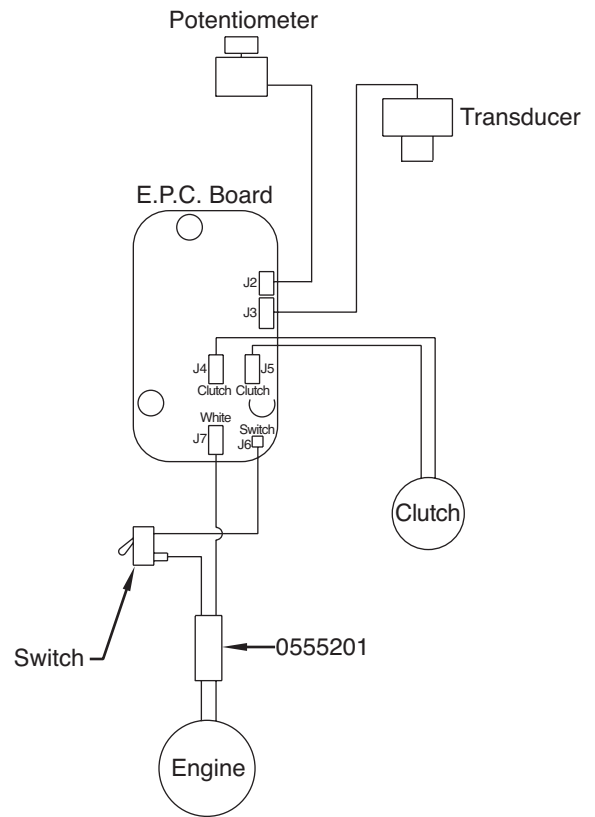 Potentiometer
Transducer
E.P.C. Board
J2
J3
J4
J5
Clutch
Clutch
White
Switch
J7
J6
Clutch
Switch
0555201
Engine